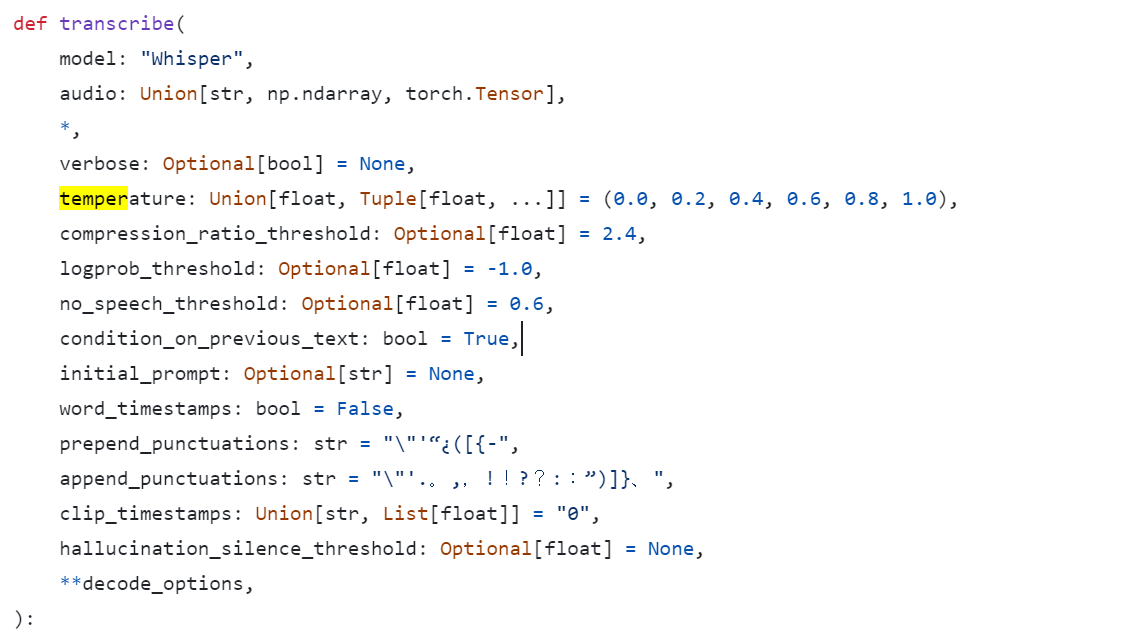 def transcribe(
    model: "Whisper",
    audio: Union[str, np.ndarray, torch.Tensor],
    *,
    verbose: Optional[bool] = None,
    temperature: Union[float, Tuple[float, ...]] = (0.0, 0.2, 0.4, 0.6, 0.8, 1.0),
    compression_ratio_threshold: Optional[float] = 2.4,
    logprob_threshold: Optional[float] = -1.0,
    no_speech_threshold: Optional[float] = 0.6,
    condition_on_previous_text: bool = True,
    initial_prompt: Optional[str] = None,
    word_timestamps: bool = False,
    prepend_punctuations: str = "\"'“¿([{-",
    append_punctuations: str = "\"'.。,，!！?？:：”)]}、",
    clip_timestamps: Union[str, List[float]] = "0",
    hallucination_silence_threshold: Optional[float] = None,
    **decode_options,
):